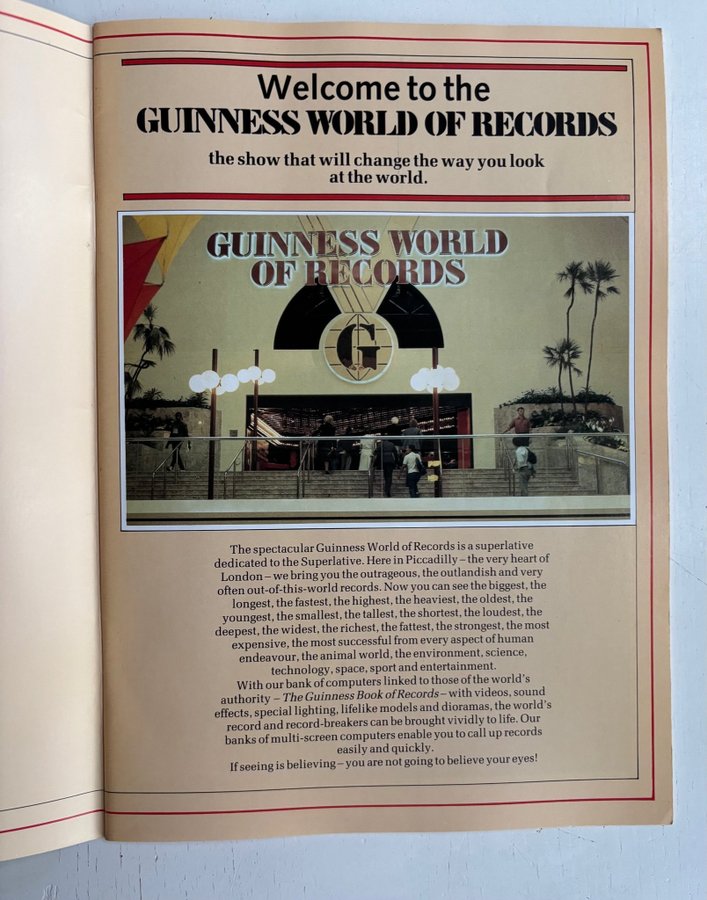 Welcome to the
GUINNESS WORLD OF RECORDS
the show that will change the way you look
at the world.
GUINNESS WORLD
OF RECORDS
G
The spectacular Guinness World of Records is a superlative
dedicated to the Superlative. Here in Piccadilly – the very heart of
London – we bring you the outrageous, the outlandish and very
often out-of-this-world records. Now you can see the biggest, the
longest, the fastest, the highest, the heaviest, the oldest, the
youngest, the smallest, the tallest, the shortest, the loudest, the
deepest, the widest, the richest, the fattest, the strongest, the most
expensive, the most successful from every aspect of human
endeavour, the animal world, the environment, science,
technology, space, sport and entertainment.
With our bank of computers linked to those of the world's
authority – The Guinness Book of Records – with videos, sound
effects, special lighting, lifelike models and dioramas, the world's
record and record-breakers can be brought vividly to life. Our
banks of multi-screen computers enable you to call up records
easily and quickly.
If seeing is believing – you are not going to believe your eyes!